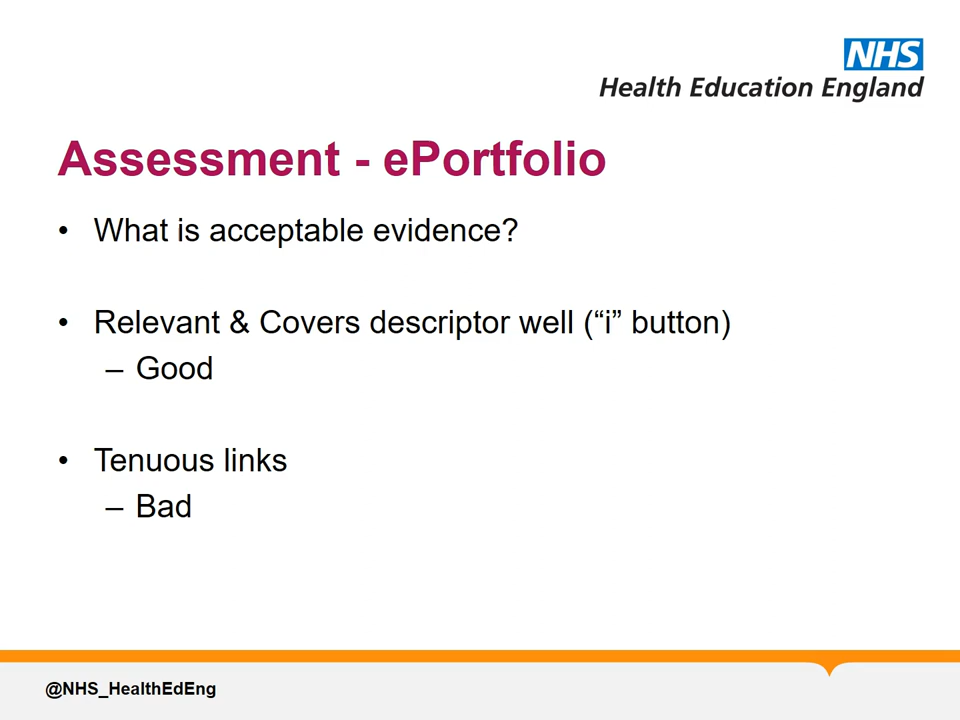 NHS
Health Education England
Assessment - ePortfolio
• What is acceptable evidence?
• Relevant & Covers descriptor well (“i” button)
– Good
• Tenuous links
– Bad
@NHS_HealthEdEng